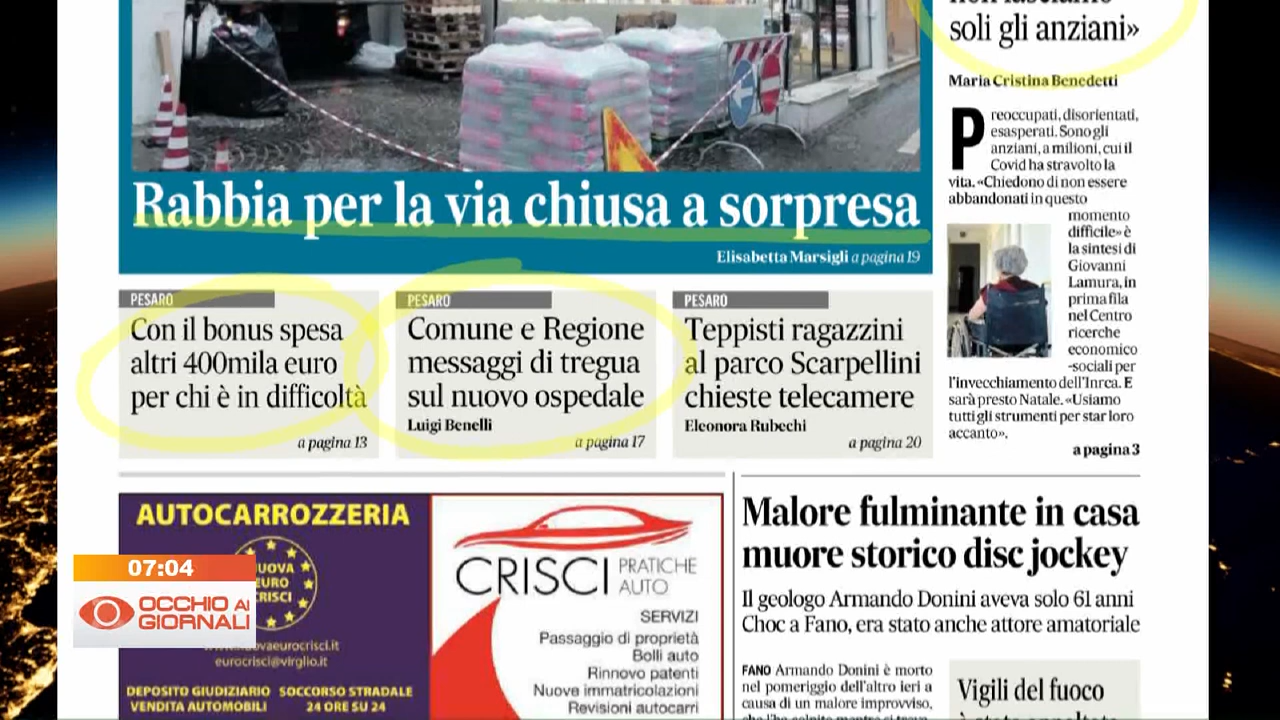 soli gli anziani»
Maria Cristina Benedetti
Preoccupati, disorientati,
esasperati. Sono gli
anziani, a milioni, cui il
Covid ha stravolto la
vita. «Chiedono di non essere
abbandonati in questo
momento
difficile» è
la sintesi di
Giovanni
Lamura, in
prima fila
nel Centro
ricerche
economico
-sociali per
l'invecchiamento dell'Inrca. E
sarà presto Natale. «Usiamo
tutti gli strumenti per star loro
accanto».
a pagina 3
Rabbia per la via chiusa a sorpresa
Elisabetta Marsigli a pagina 19
PESARO
Con il bonus spesa
altri 400mila euro
per chi è in difficoltà
a pagina 13
PESARO
Comune e Regione
messaggi di tregua
sul nuovo ospedale
Luigi Benelli
a pagina 17
PESARO
Teppisti ragazzini
al parco Scarpellini
chieste telecamere
Eleonora Rubechi
a pagina 20
AUTOCARROZZERIA
NUOVA
EURO
CRISCI
eurocrisci@virglio.it
DEPOSITO GIUDIZIARIO SOCCORSO STRADALE
VENDITA AUTOMOBILI 24 ORE SU 24
CRISCI PRATICHE
AUTO
SERVIZI
Passaggio di proprietà
Bolli auto
Rinnovo patenti
Nuove immatricolazioni
Revisioni autocarri
07:04
OCCHIO AI
GIORNALI
Malore fulminante in casa
muore storico disc jockey
Il geologo Armando Donini aveva solo 61 anni
Choc a Fano, era stato anche attore amatoriale
FANO Armando Donini è morto
nel pomeriggio dell'altro ieri a
causa di un malore improvviso,
Vigili del fuoco